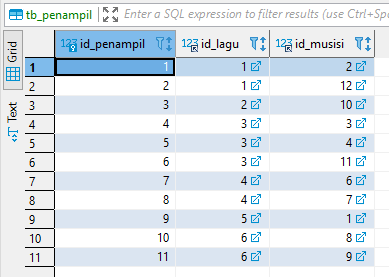 tb_penampil Enter a SQL expression to filter results (use Ctrl+Spa
Grid
Text
123 id_penampil 123 id_lagu 123 id_musisi
1 1 1 2
2 2 1 12
3 3 2 10
4 4 3 3
5 5 3 4
6 6 3 11
7 7 4 6
8 8 4 7
9 9 5 1
10 10 6 8
11 11 6 9